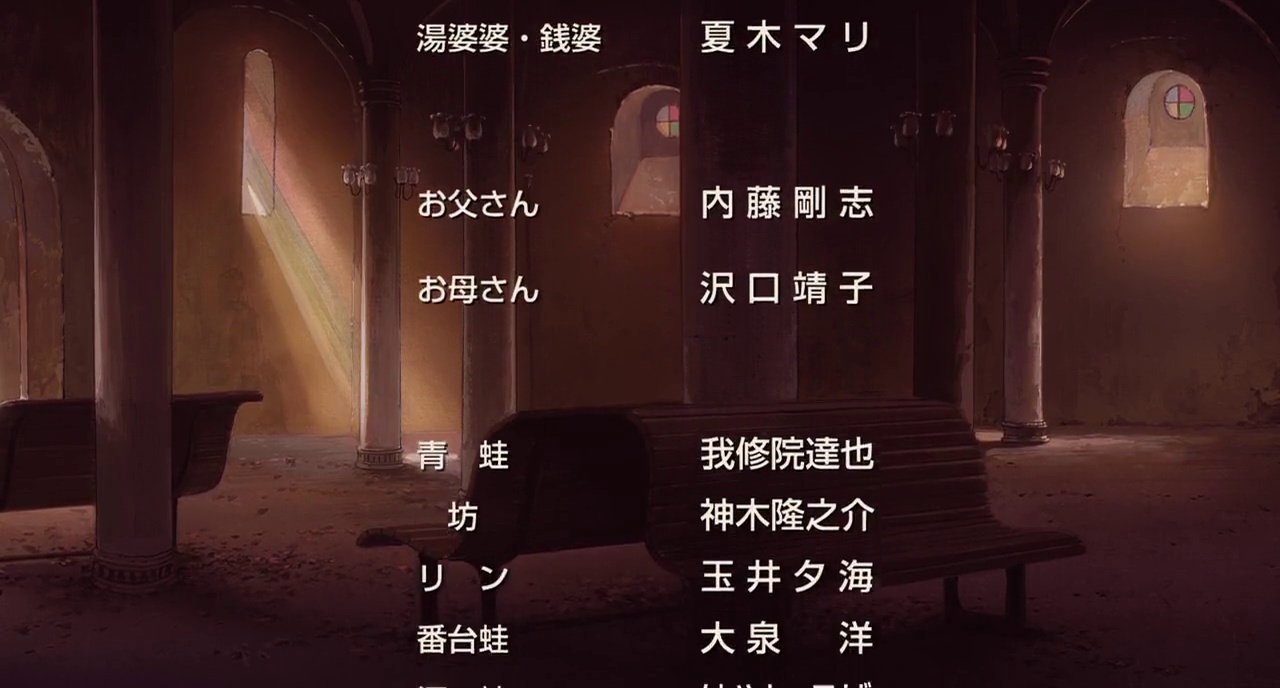 湯婆婆・銭婆 夏木マリ
お父さん 内藤剛志
お母さん 沢口靖子
青 蛙 我修院達也
坊 神木隆之介
リ ン 玉井夕海
番台蛙 大泉 洋